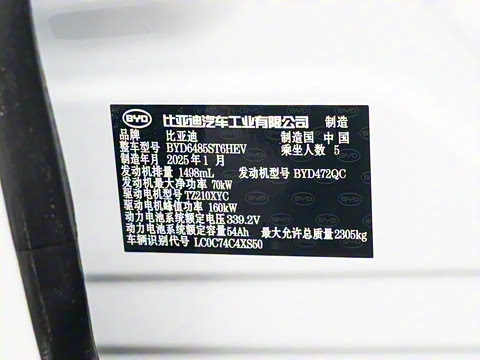 BYD 比亚迪汽车工业有限公司 制造
品牌 比亚迪 制造国 中国
整车型号 BYD6485ST6HEV 乘坐人数 5
制造年月 2025年1月
发动机排量 1498mL 发动机型号 BYD472QC
发动机最大净功率 70kW
驱动电机型号 TZ210XYC
驱动电机峰值功率 160kW
动力电池系统额定电压 339.2V
动力电池系统额定容量 54Ah 最大允许总质量 2305kg
车辆识别代号 LC0C74C4XS50